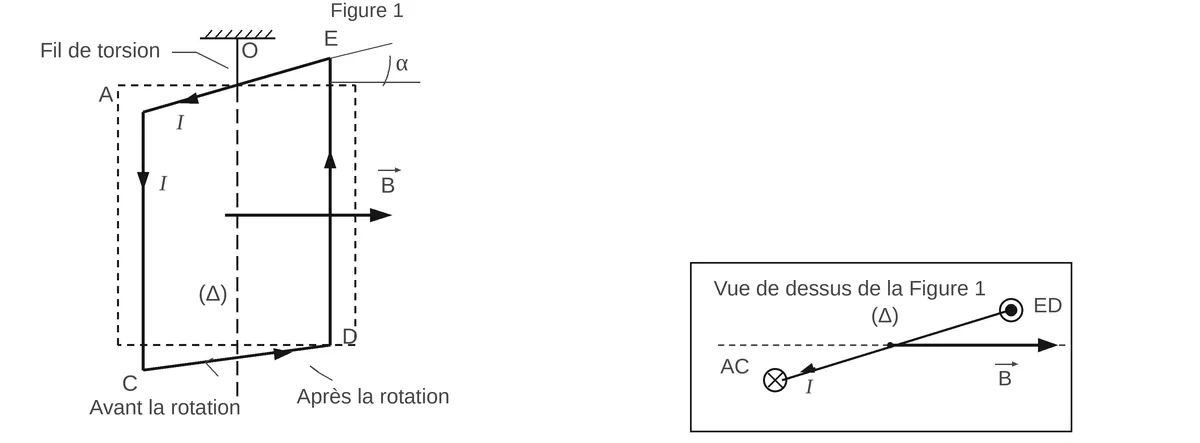 Figure 1
E
Fil de torsion
O
α
A
I
I
B
(Δ)
D
C
Après la rotation
Avant la rotation
Vue de dessus de la Figure 1
(Δ)
ED
AC
I
B